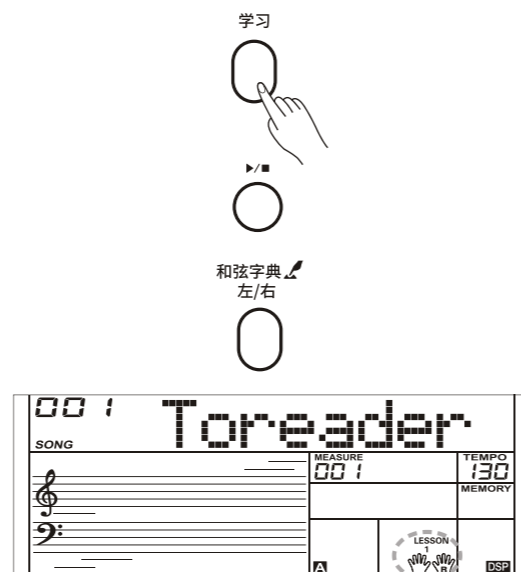 学习
▶/■
和弦字典
左/右
001 Toreader
SONG
MEASURE
001
TEMPO
130
MEMORY
LESSON
1
R
A
DSP